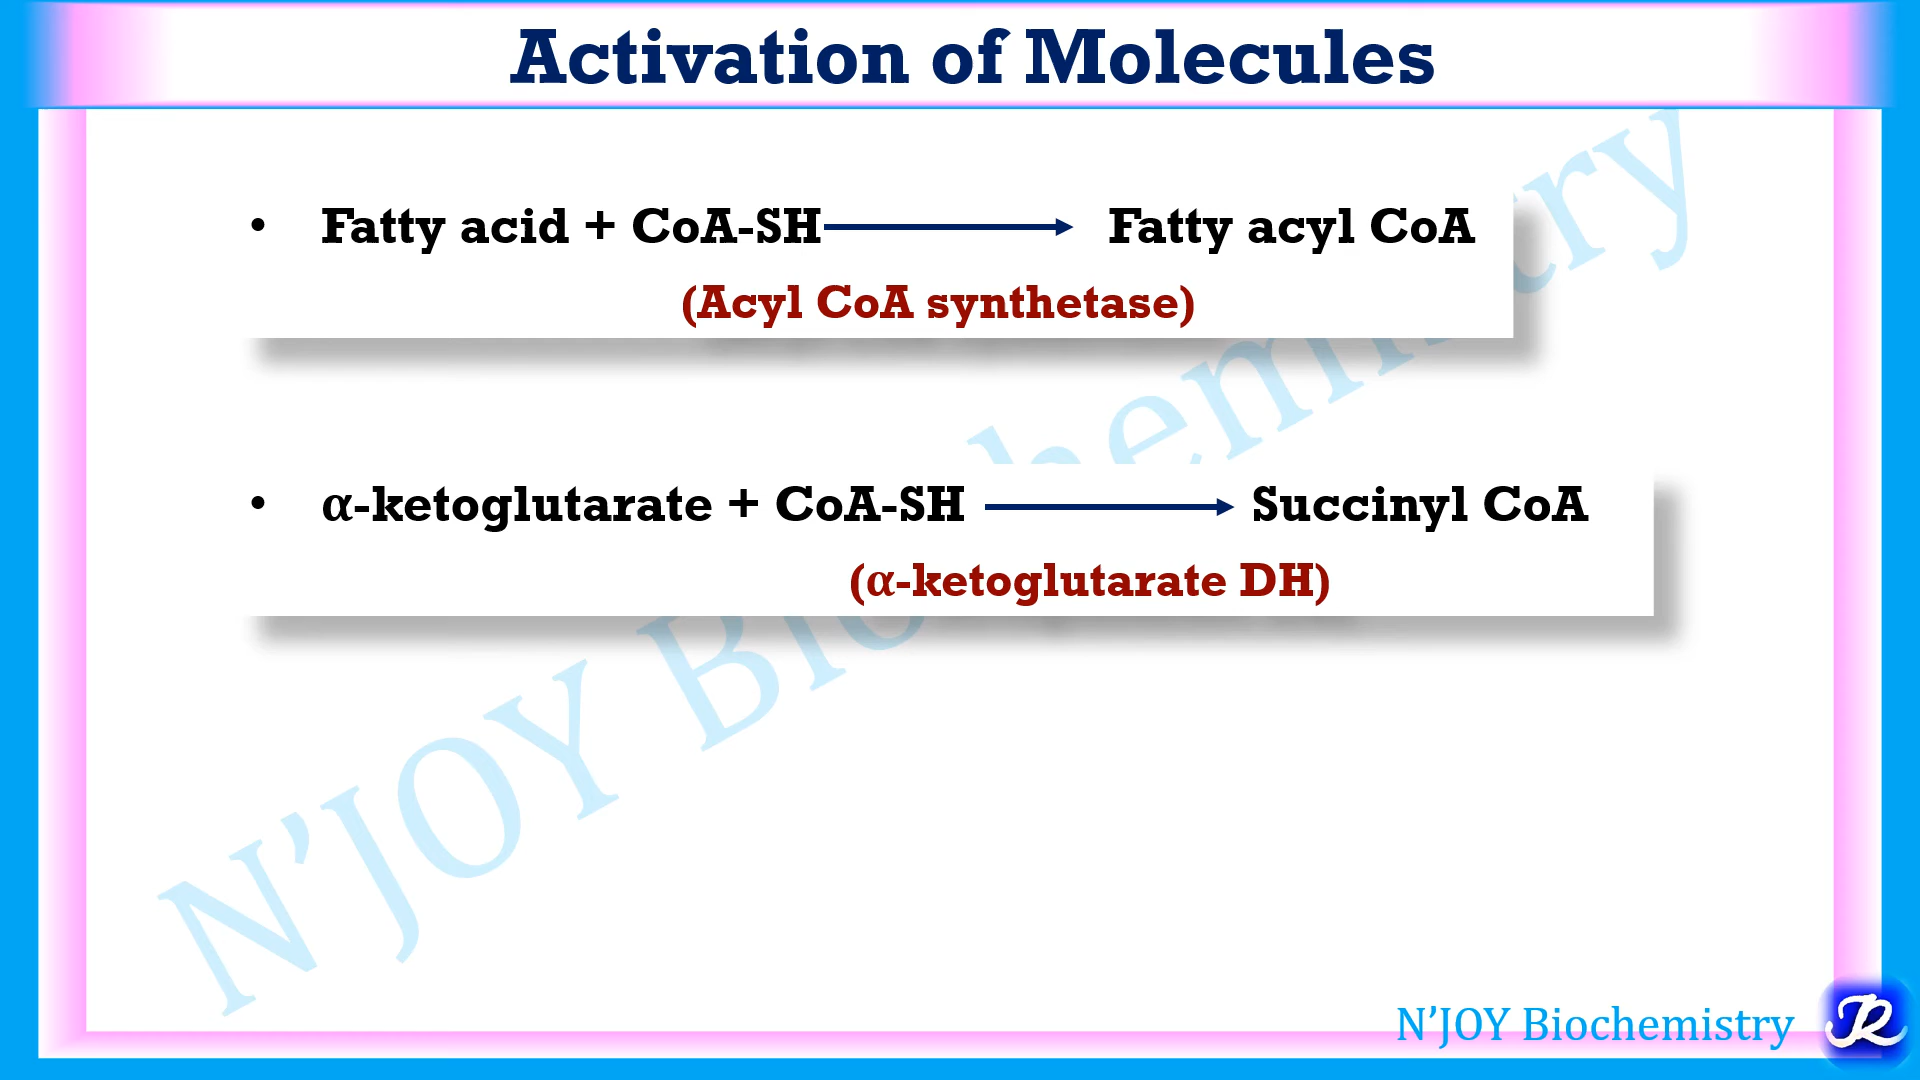 Activation of Molecules
• Fatty acid + CoA-SH → Fatty acyl CoA
(Acyl CoA synthetase)
• α-ketoglutarate + CoA-SH → Succinyl CoA
(α-ketoglutarate DH)
N'JOY Biochemistry
N'JOY Biochemistry